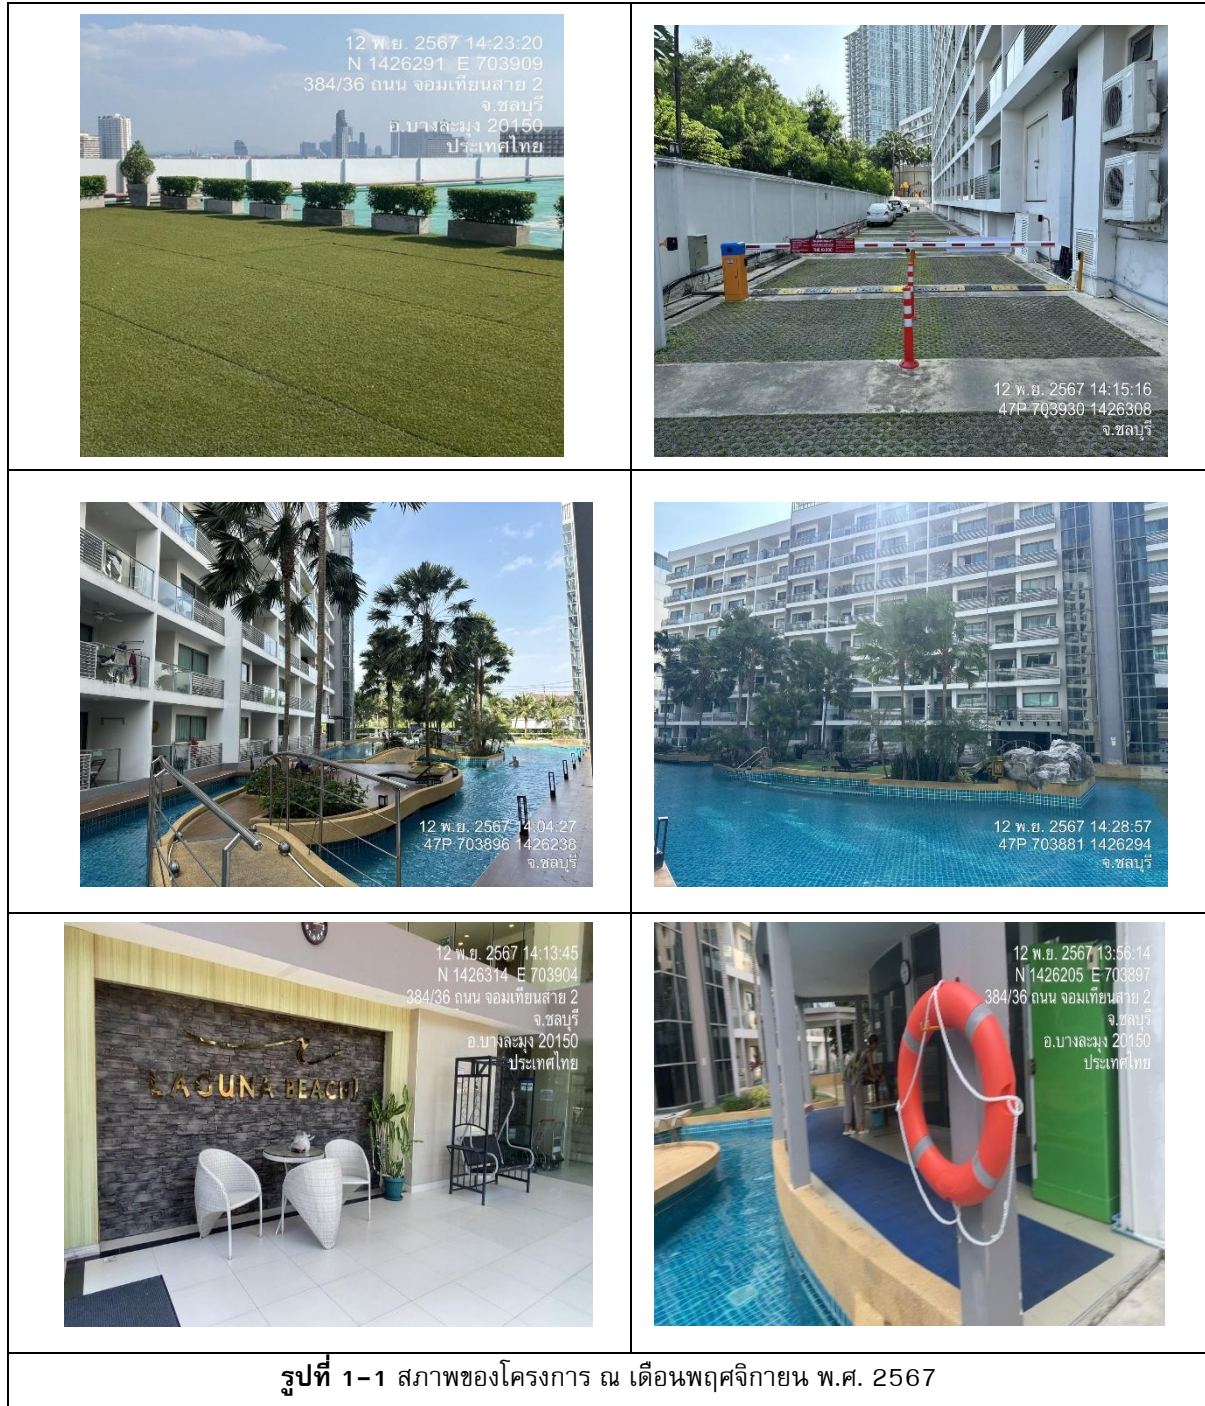 12 พ.ย. 2567 14:23:20
N 1426291 E 703909
384/36 ถนน จอมเทียนสาย 2
จ.ชลบุรี
อ.บางละมุง 20150
ประเทศไทย
12 พ.ย. 2567 14:15:16
47P 703930 1426308
จ.ชลบุรี
12 พ.ย. 2567 14:04:27
47P 703896 1426238
จ.ชลบุรี
12 พ.ย. 2567 14:28:57
47P 703881 1426294
จ.ชลบุรี
12 พ.ย. 2567 14:13:45
N 1426314 E 703904
384/36 ถนน จอมเทียนสาย 2
จ.ชลบุรี
อ.บางละมุง 20150
ประเทศไทย
LAGUNA BEACH
12 พ.ย. 2567 13:56:14
N 1426205 E 703897
384/36 ถนน จอมเทียนสาย 2
จ.ชลบุรี
อ.บางละมุง 20150
ประเทศไทย
รูปที่ 1-1 สภาพของโครงการ ณ เดือนพฤศจิกายน พ.ศ. 2567